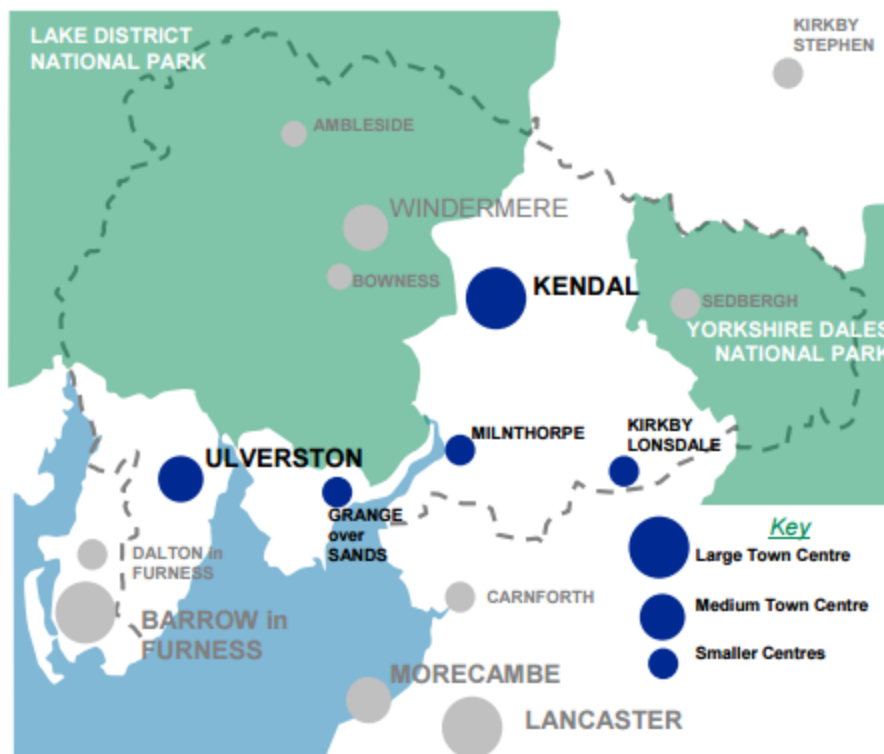 LAKE DISTRICT
NATIONAL PARK
KIRKBY
STEPHEN
AMBLESIDE
WINDERMERE
BOWNESS
KENDAL
SEDBERGH
YORKSHIRE DALES
NATIONAL PARK
MILNTHORPE
KIRKBY
LONSDALE
ULVERSTON
GRANGE
over
SANDS
DALTON in
FURNESS
BARROW in
FURNESS
CARNFORTH
MORECAMBE
LANCASTER
Key
Large Town Centre
Medium Town Centre
Smaller Centres